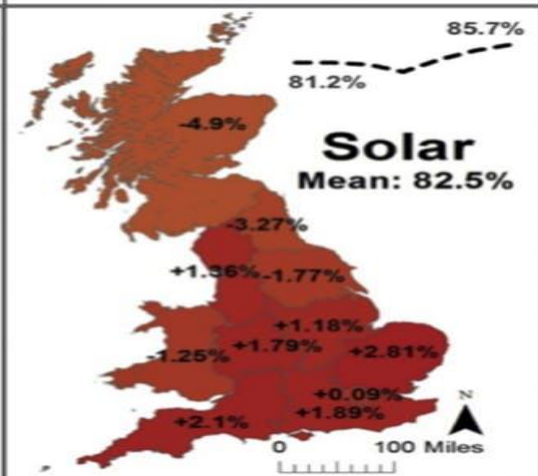 85.7%
81.2%
-4.9%
Solar
Mean: 82.5%
-3.27%
+1.36% -1.77%
+1.18%
+1.79% +2.81%
-1.25%
+0.09%
+1.89%
+2.1%
N
0 100 Miles